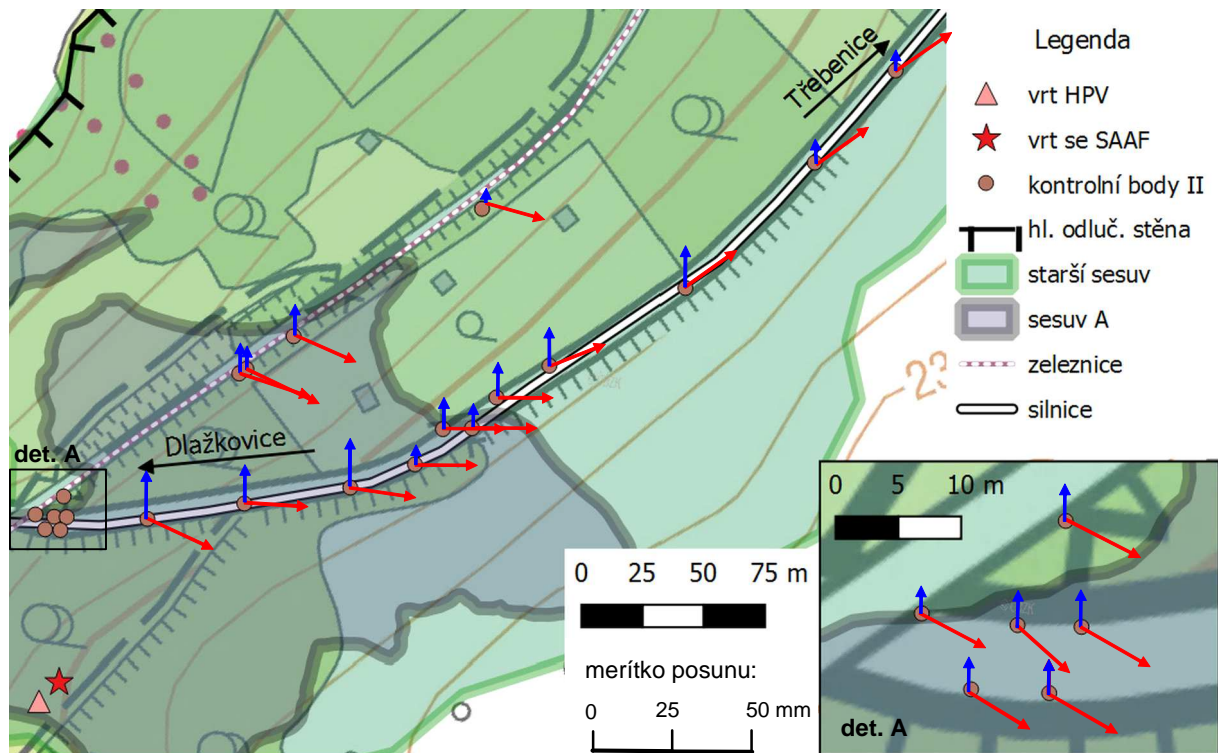 Třebenice
Dlažkovice
det. A
23
Legenda
vrt HPV
vrt se SAAF
kontrolní body II
hl. odluč. stěna
starší sesuv
sesuv A
zeleznice
silnice
0 25 50 75 m
merítko posunu:
0 25 50 mm
0 5 10 m
det. A